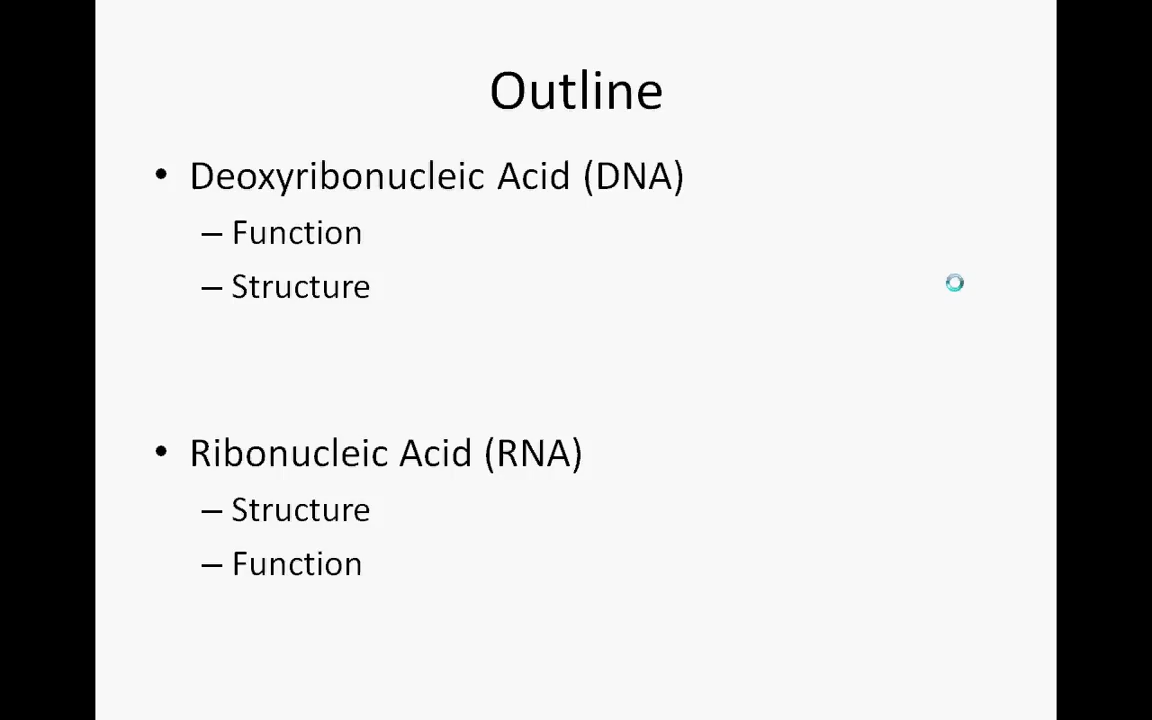 Outline
• Deoxyribonucleic Acid (DNA)
– Function
– Structure
• Ribonucleic Acid (RNA)
– Structure
– Function